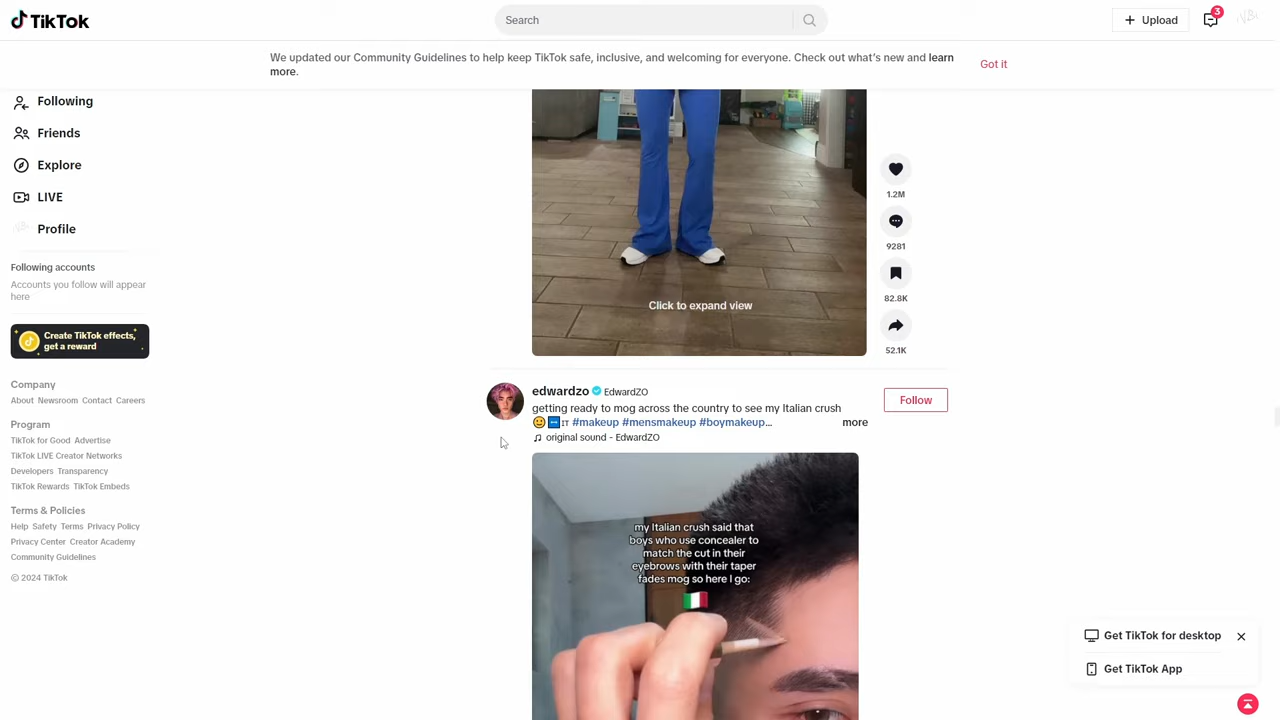 TikTok
Search
Upload
3
We updated our Community Guidelines to help keep TikTok safe, inclusive, and welcoming for everyone. Check out what's new and learn
more.
Got it
Following
Friends
Explore
LIVE
Profile
Following accounts
Accounts you follow will appear
here
Create TikTok effects,
get a reward
Company
About Newsroom Contact Careers
Program
TikTok for Good Advertise
TikTok LIVE Creator Networks
Developers Transparency
TikTok Rewards TikTok Embeds
Terms & Policies
Help Safety Terms Privacy Policy
Privacy Center Creator Academy
Community Guidelines
© 2024 TikTok
Click to expand view
1.2M
9281
82.8K
52.1K
edwardzo EdwardZO
Follow
getting ready to mog across the country to see my Italian crush
IT #makeup #mensmakeup #boymakeup...
more
original sound - EdwardZO
my Italian crush said that
boys who use concealer to
match the cut in their
eyebrows with their taper
fades mog so here I go:
Get TikTok for desktop
Get TikTok App